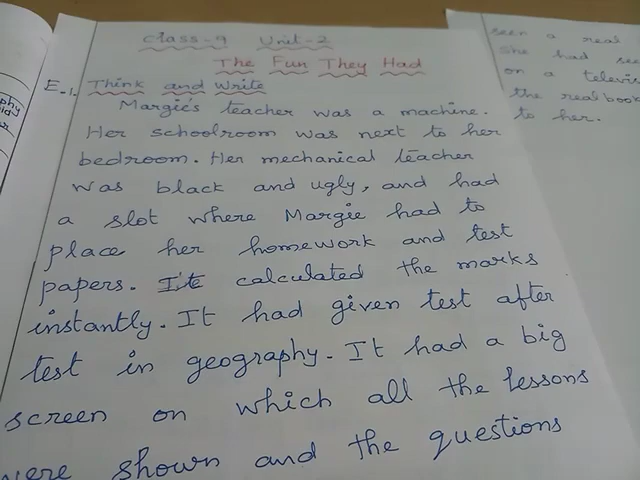 Class-9 Unit-2
The Fun They Had
E-1. Think and Write
Margie's teacher was a machine.
Her schoolroom was next to her
bedroom. Her mechanical teacher
was black and ugly, and had
a slot where Margie had to
place her homework and test
papers. It calculated the marks
instantly. It had given test after
test in geography. It had a big
screen on which all the lessons
were shown and the questions
seen a real
She had see
on a televis
the real book
to her.